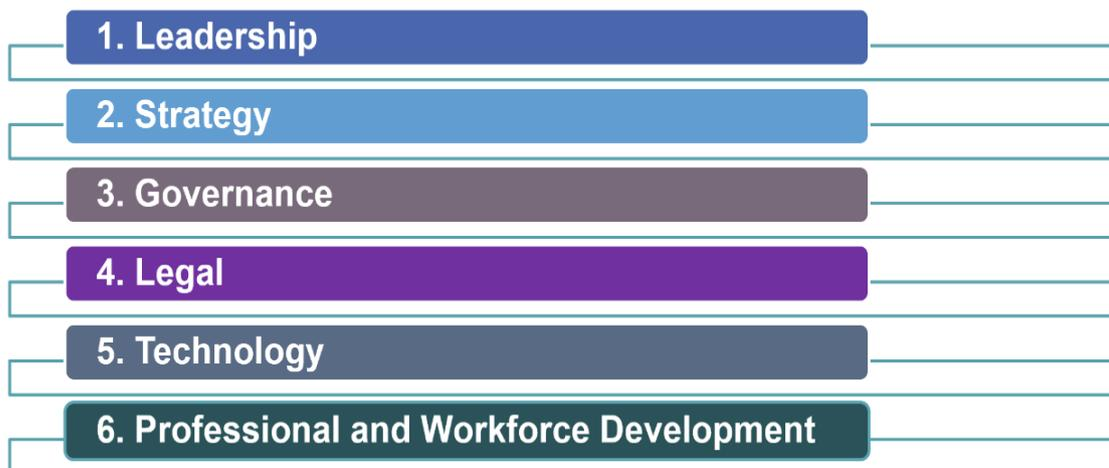 1. Leadership
2. Strategy
3. Governance
4. Legal
5. Technology
6. Professional and Workforce Development